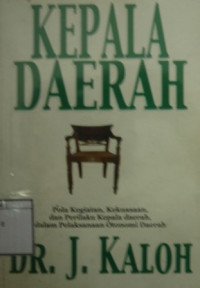 KEPALA
DAERAH
Pola Kegiatan, Kekuasaan,
dan Perilaku Kepala daerah,
dalam Pelaksanaan Otonomi Daerah
DR. J. KALOH